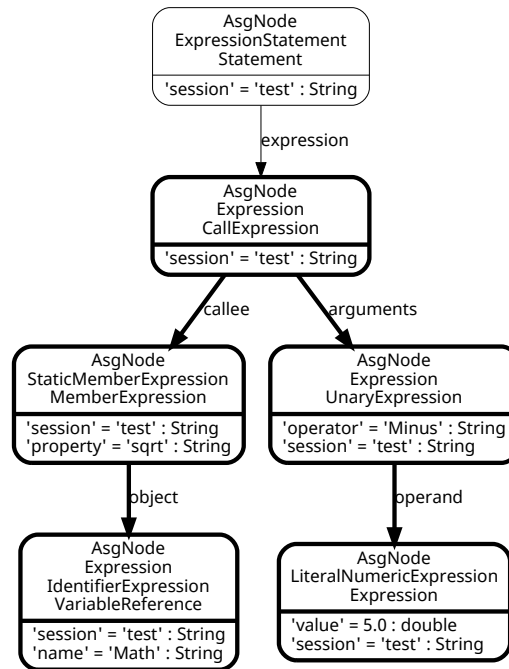 AsgNode
ExpressionStatement
Statement
'session' = 'test' : String
expression
AsgNode
Expression
CallExpression
'session' = 'test' : String
callee
arguments
AsgNode
StaticMemberExpression
MemberExpression
'session' = 'test' : String
'property' = 'sqrt' : String
AsgNode
Expression
UnaryExpression
'operator' = 'Minus' : String
'session' = 'test' : String
object
operand
AsgNode
Expression
IdentifierExpression
VariableReference
'session' = 'test' : String
'name' = 'Math' : String
AsgNode
LiteralNumericExpression
Expression
'value' = 5.0 : double
'session' = 'test' : String